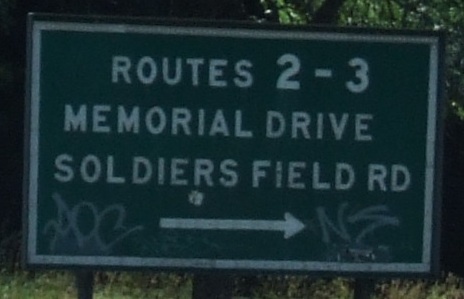 ROUTES 2-3
MEMORIAL DRIVE
SOLDIERS FIELD RD